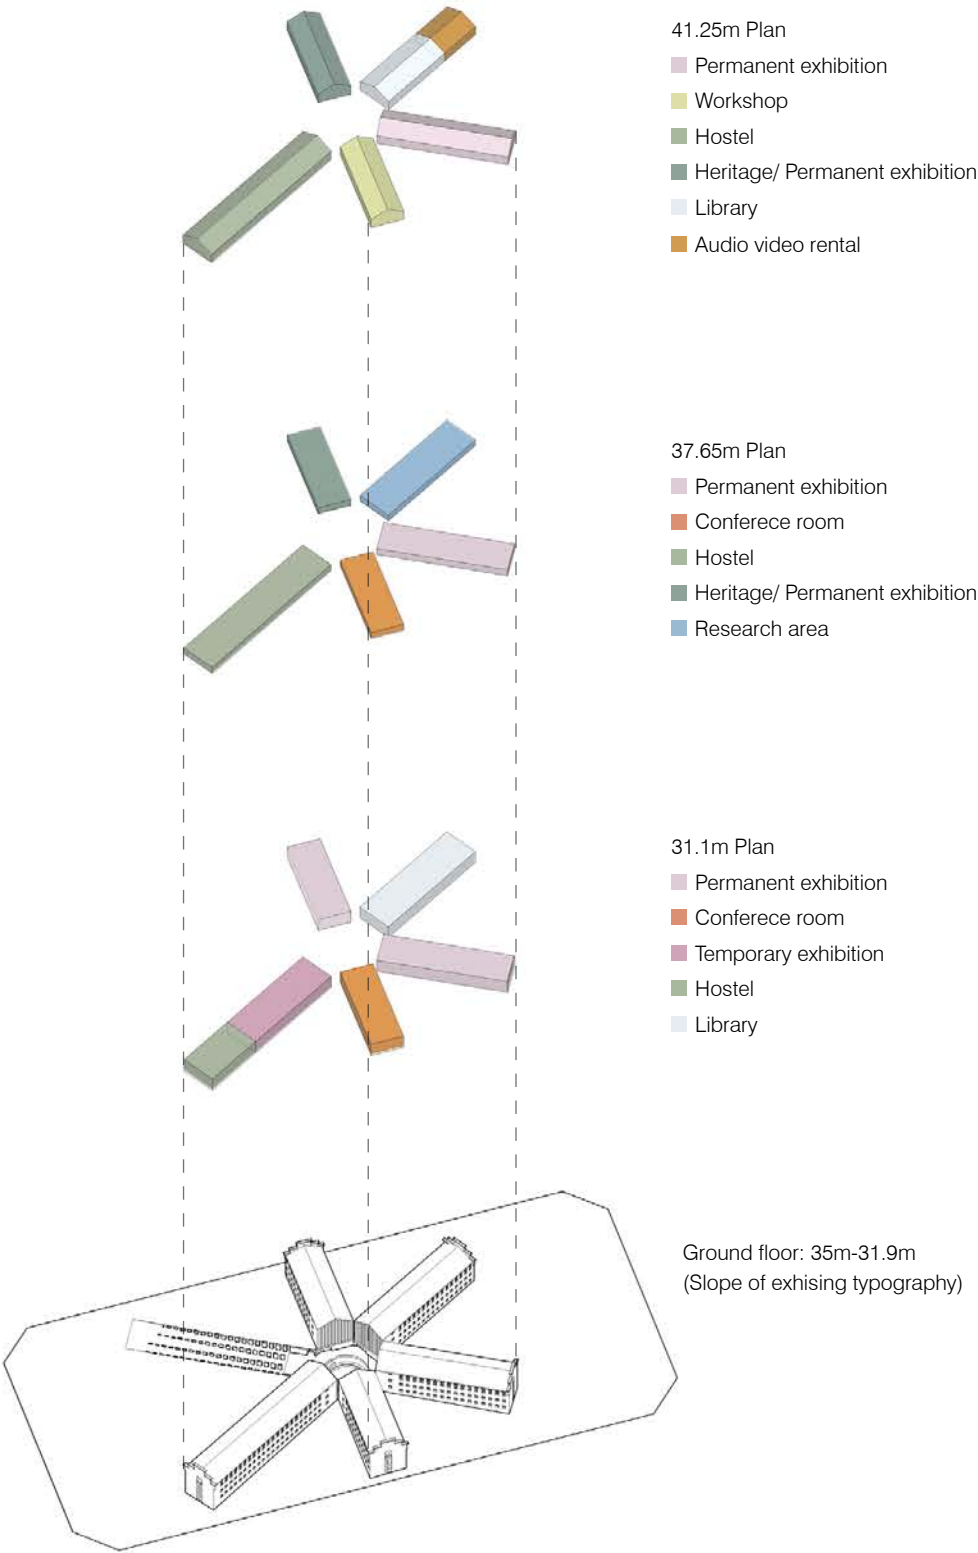 41.25m Plan
Permanent exhibition
Workshop
Hostel
Heritage/ Permanent exhibition
Library
Audio video rental
37.65m Plan
Permanent exhibition
Conferece room
Hostel
Heritage/ Permanent exhibition
Research area
31.1m Plan
Permanent exhibition
Conferece room
Temporary exhibition
Hostel
Library
Ground floor: 35m-31.9m
(Slope of exhising typography)